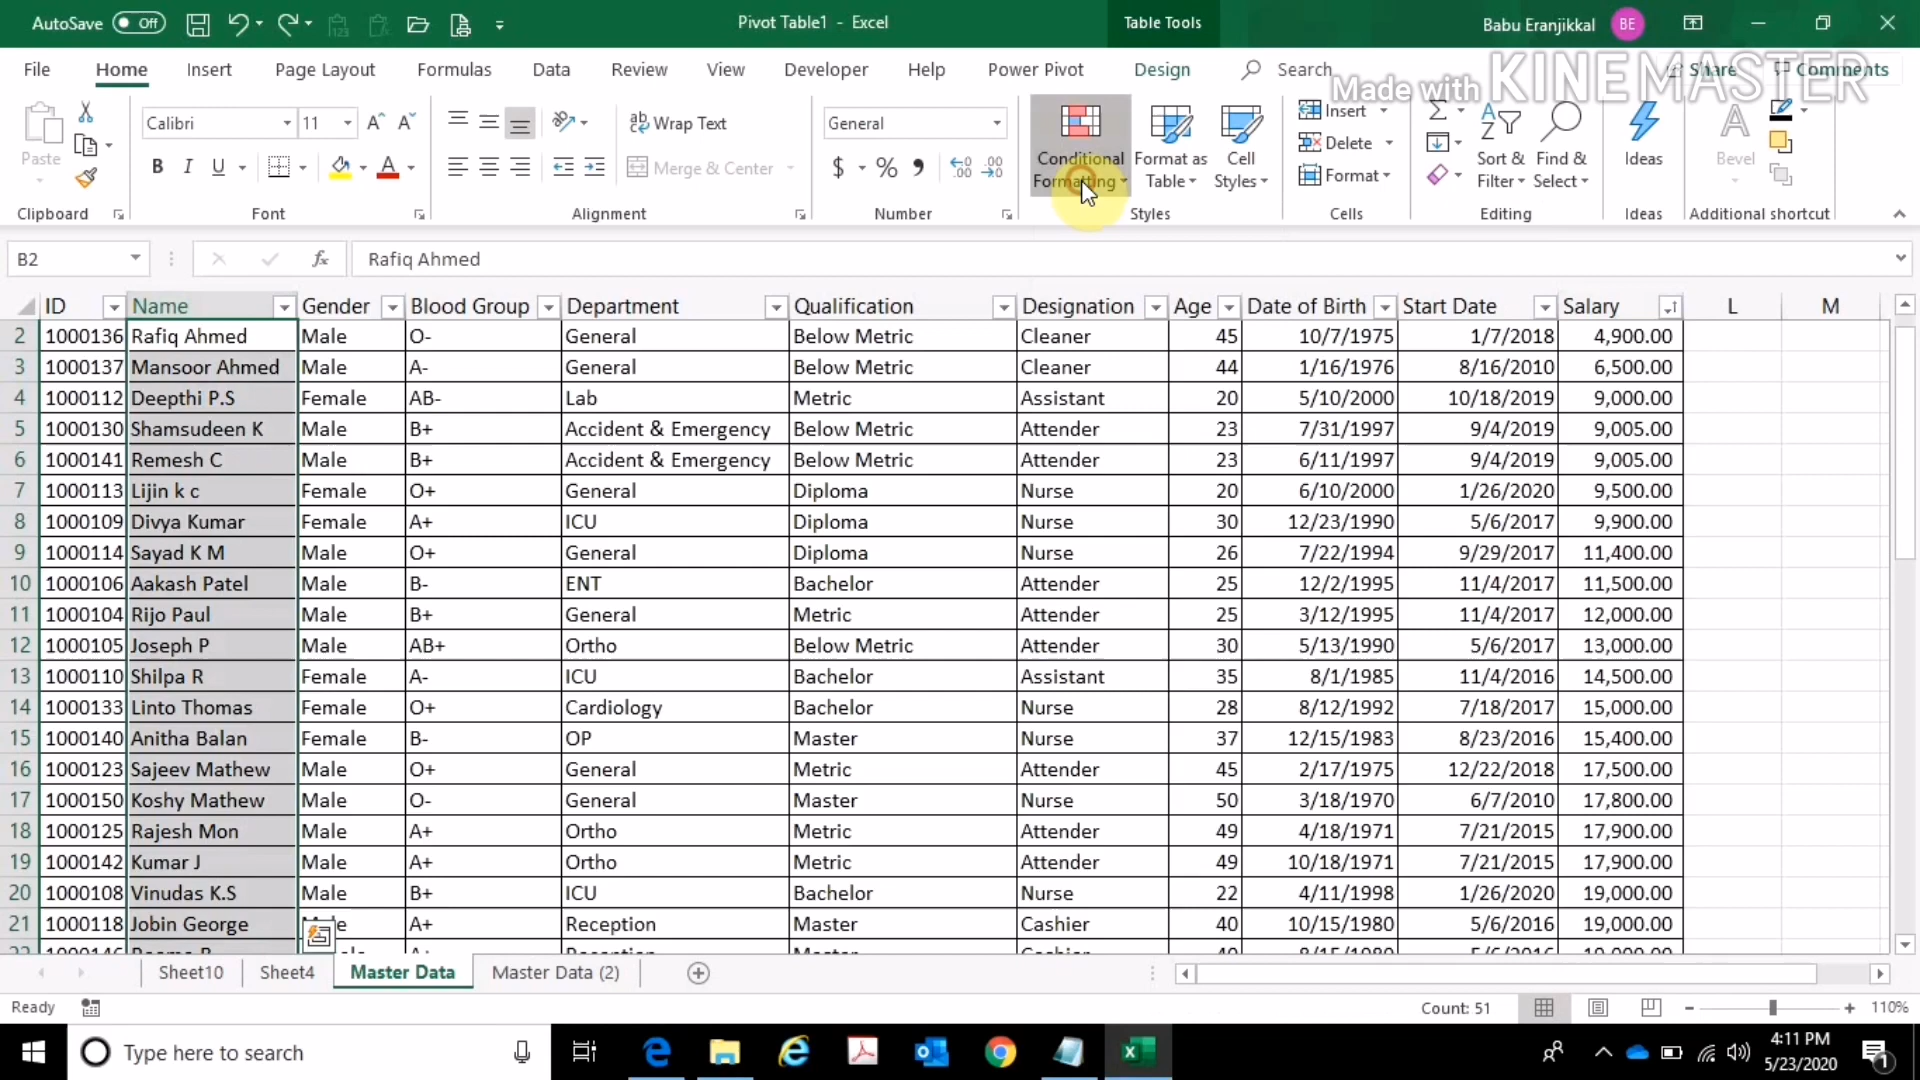 AutoSave Off Pivot Table1 - Excel Table Tools Babu Eranjikkal BE
File Home Insert Page Layout Formulas Data Review View Developer Help Power Pivot Design Search Share Comments
Made with KINEMASTER
Paste Calibri 11 Wrap Text General Conditional Formatting Format as Table Cell Styles Insert Sort & Filter Find & Select Ideas Bevel
B I U Merge & Center $ % Delete Format
Clipboard Font Alignment Number Styles Cells Editing Ideas Additional shortcut
B2 fx Rafiq Ahmed
ID Name Gender Blood Group Department Qualification Designation Age Date of Birth Start Date Salary L M
2 1000136 Rafiq Ahmed Male O- General Below Metric Cleaner 45 10/7/1975 1/7/2018 4,900.00
3 1000137 Mansoor Ahmed Male A- General Below Metric Cleaner 44 1/16/1976 8/16/2010 6,500.00
4 1000112 Deepthi P.S Female AB- Lab Metric Assistant 20 5/10/2000 10/18/2019 9,000.00
5 1000130 Shamsudeen K Male B+ Accident & Emergency Below Metric Attender 23 7/31/1997 9/4/2019 9,005.00
6 1000141 Remesh C Male B+ Accident & Emergency Below Metric Attender 23 6/11/1997 9/4/2019 9,005.00
7 1000113 Lijin k c Female O+ General Diploma Nurse 20 6/10/2000 1/26/2020 9,500.00
8 1000109 Divya Kumar Female A+ ICU Diploma Nurse 30 12/23/1990 5/6/2017 9,900.00
9 1000114 Sayad K M Male O+ General Diploma Nurse 26 7/22/1994 9/29/2017 11,400.00
10 1000106 Aakash Patel Male B- ENT Bachelor Attender 25 12/2/1995 11/4/2017 11,500.00
11 1000104 Rijo Paul Male B+ General Metric Attender 25 3/12/1995 11/4/2017 12,000.00
12 1000105 Joseph P Male AB+ Ortho Below Metric Attender 30 5/13/1990 5/6/2017 13,000.00
13 1000110 Shilpa R Female A- ICU Bachelor Assistant 35 8/1/1985 11/4/2016 14,500.00
14 1000133 Linto Thomas Female O+ Cardiology Bachelor Nurse 28 8/12/1992 7/18/2017 15,000.00
15 1000140 Anitha Balan Female B- OP Master Nurse 37 12/15/1983 8/23/2016 15,400.00
16 1000123 Sajeev Mathew Male O+ General Metric Attender 45 2/17/1975 12/22/2018 17,500.00
17 1000150 Koshy Mathew Male O- General Master Nurse 50 3/18/1970 6/7/2010 17,800.00
18 1000125 Rajesh Mon Male A+ Ortho Metric Attender 49 4/18/1971 7/21/2015 17,900.00
19 1000142 Kumar J Male A+ Ortho Metric Attender 49 10/18/1971 7/21/2015 17,900.00
20 1000108 Vinudas K.S Male B+ ICU Bachelor Nurse 22 4/11/1998 1/26/2020 19,000.00
21 1000118 Jobin George A+ Reception Master Cashier 40 10/15/1980 5/6/2016 19,000.00
Sheet10 Sheet4 Master Data Master Data (2)
Ready Count: 51 110%
Type here to search 4:11 PM
5/23/2020 1